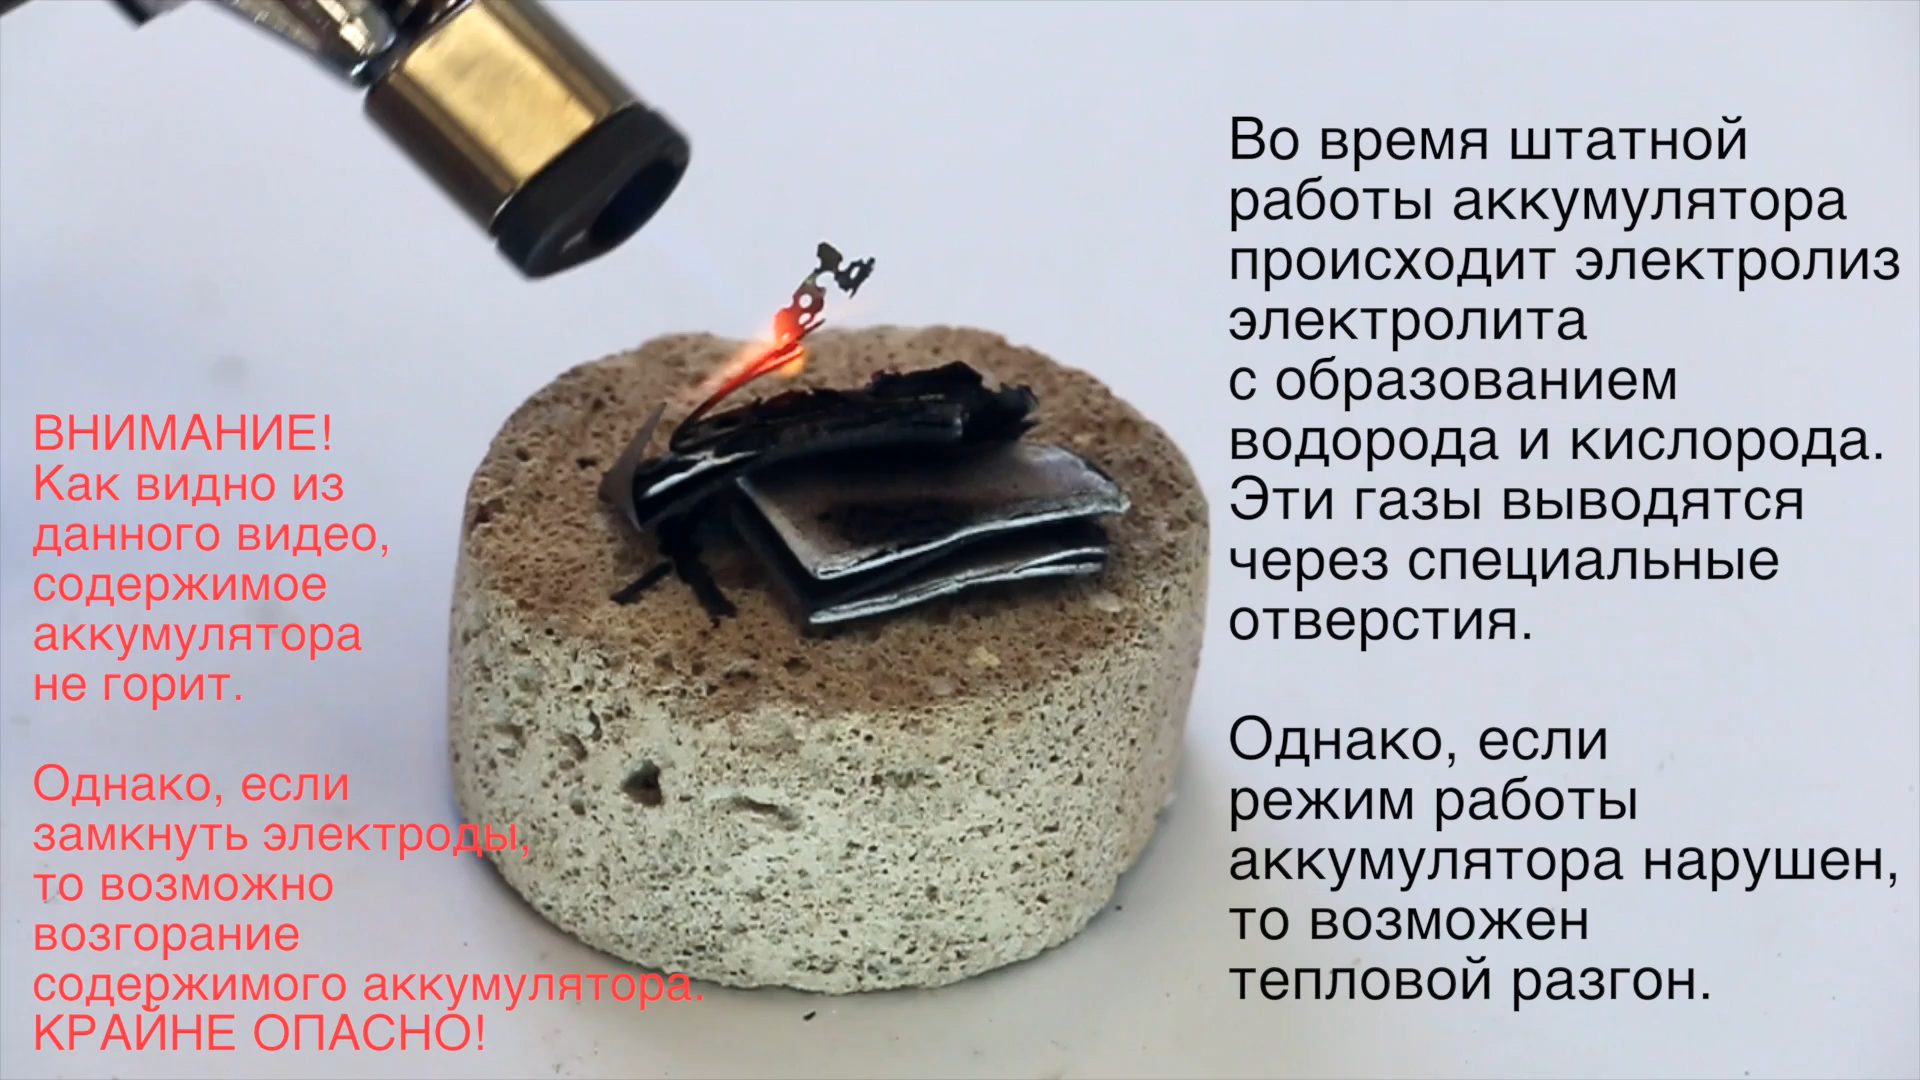 ВНИМАНИЕ!
Как видно из
данного видео,
содержимое
аккумулятора
не горит.
Однако, если
замкнуть электроды,
то возможно
возгорание
содержимого аккумулятора.
КРАЙНЕ ОПАСНО!
Во время штатной
работы аккумулятора
происходит электролиз
электролита
с образованием
водорода и кислорода.
Эти газы выводятся
через специальные
отверстия.
Однако, если
режим работы
аккумулятора нарушен,
то возможен
тепловой разгон.